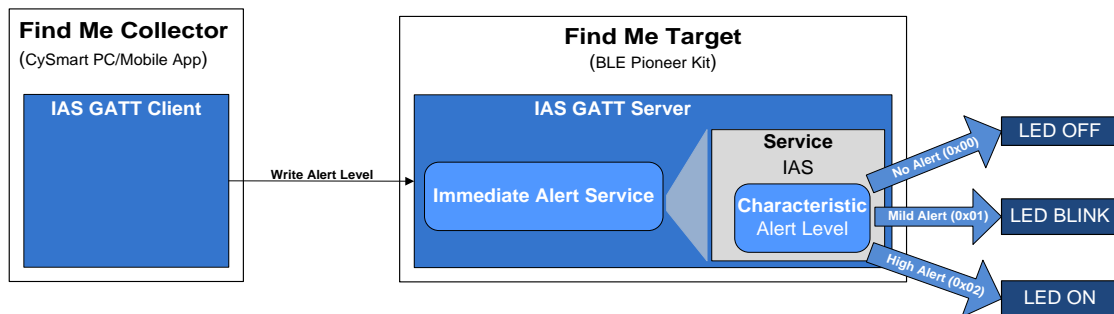 Find Me Collector
(CySmart PC/Mobile App)
IAS GATT Client
Write Alert Level
Find Me Target
(BLE Pioneer Kit)
IAS GATT Server
Immediate Alert Service
Service
IAS
Characteristic
Alert Level
No Alert (0x00)
LED OFF
Mild Alert (0x01)
LED BLINK
High Alert (0x02)
LED ON